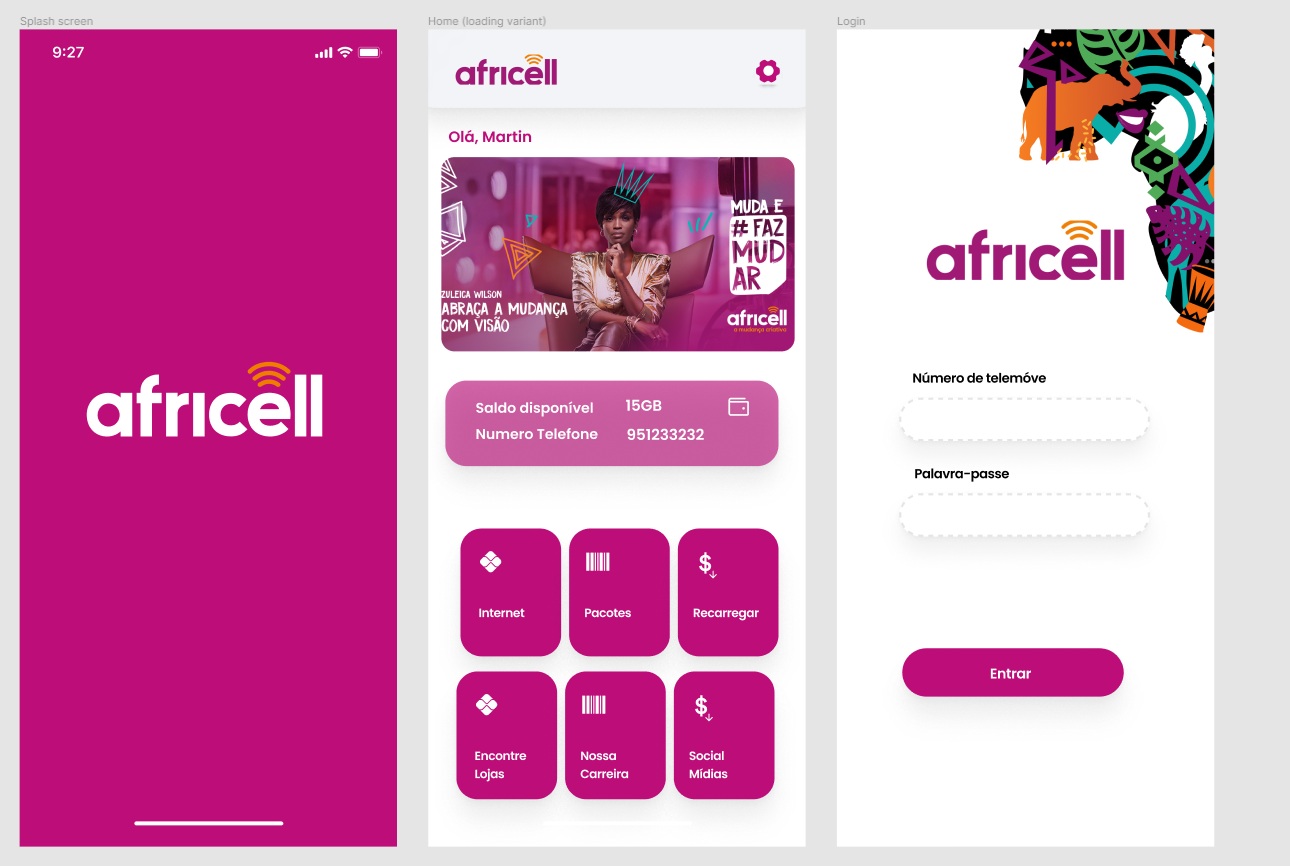 Splash screen
9:27
africell
Home (loading variant)
africell
Olá, Martin
MUDA E
# FAZ
MUD
AR
ZULEICA WILSON
ABRAÇA A MUDANÇA
COM VISÃO
africell
a mudança criativa
Saldo disponível 15GB
Numero Telefone 951233232
Internet
Pacotes
Recarregar
Encontre
Lojas
Nossa
Carreira
Social
Mídias
Login
africell
Número de telemóve
Palavra-passe
Entrar